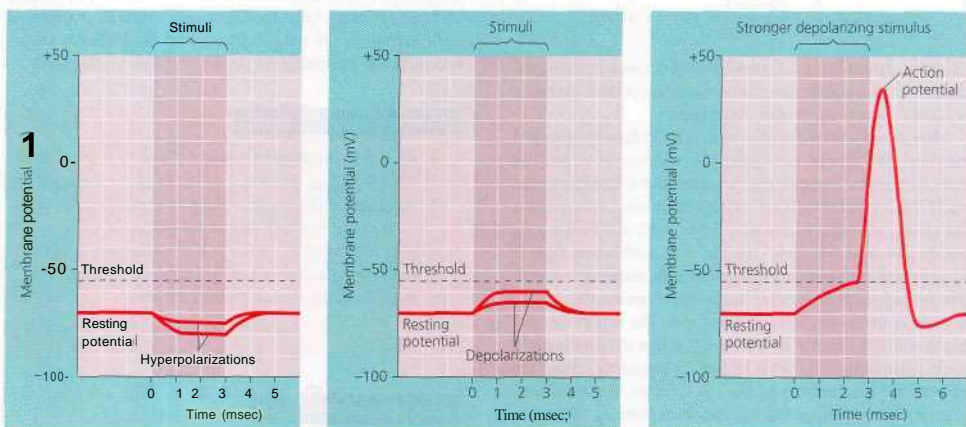 Stimuli
+50
1
0-
Membrane potential
Threshold
-50
Resting
potential
Hyperpolarizations
-100-
0 1 2 3 4 5
Time (msec)
Stimuli
+50
Membrane potential (mV)
0
Threshold
-50
Resting
potential
Depolarizations
-100
0 1 2 3 4 5
Time (msec;
Stronger depolarizing stimulus
+50
Action
potential
Membrane potential (mV)
0
Threshold
-50
Resting
potential
-100
0 1 2 3 4 5 6
Time (msec)